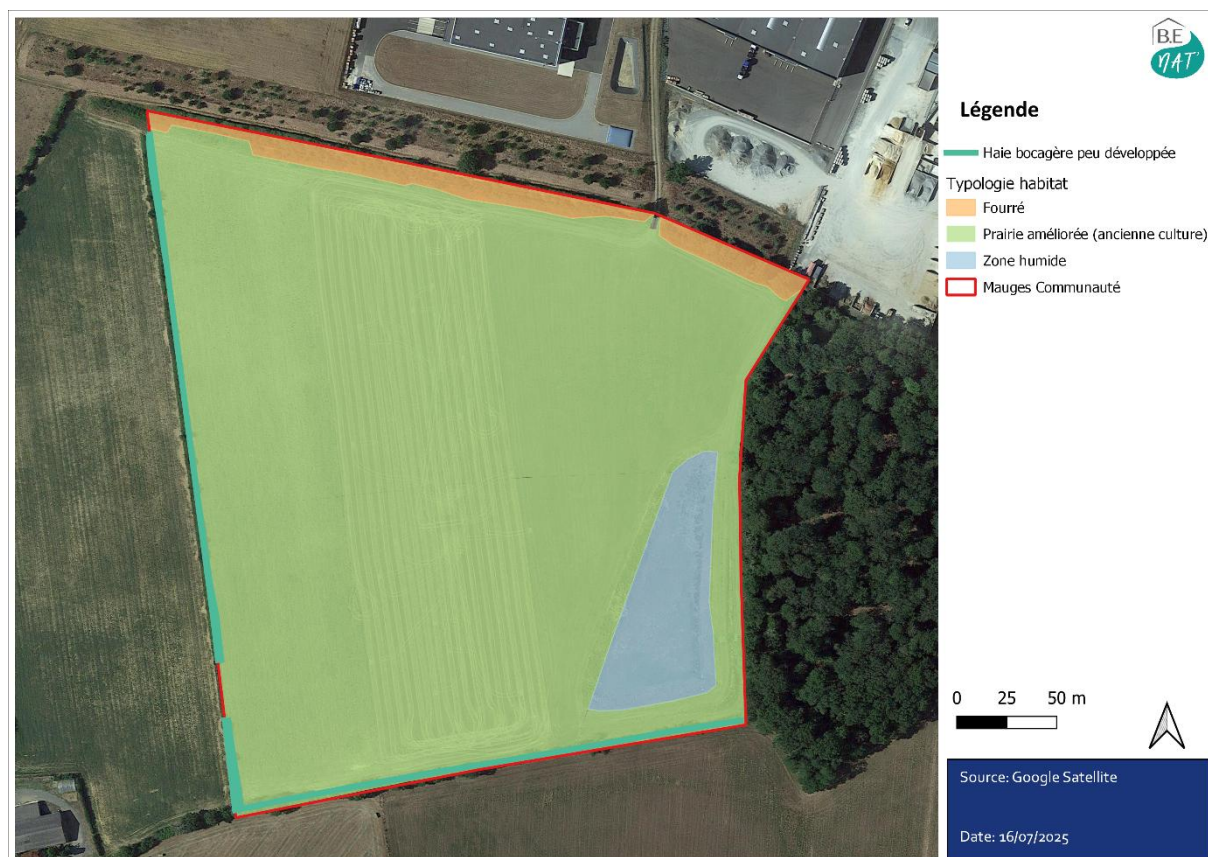 B.E
NAT'
Légende
Haie bocagère peu développée
Typologie habitat
Fourré
Prairie améliorée (ancienne culture)
Zone humide
Mauges Communauté
0 25 50 m
Source: Google Satellite
Date: 16/07/2025